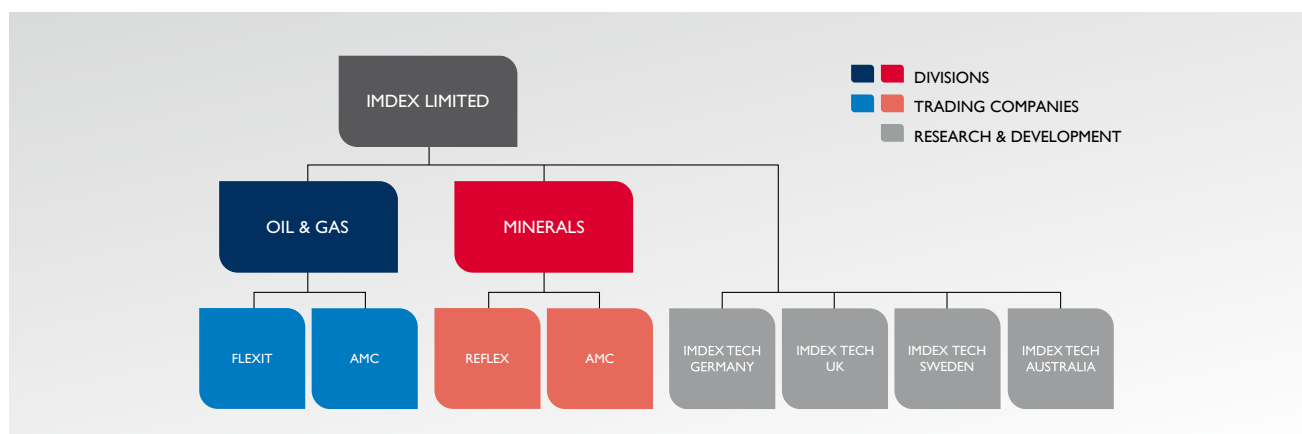 IMDEX LIMITED
DIVISIONS
TRADING COMPANIES
RESEARCH & DEVELOPMENT
OIL & GAS
MINERALS
FLEXIT
AMC
REFLEX
AMC
IMDEX TECH
GERMANY
IMDEX TECH
UK
IMDEX TECH
SWEDEN
IMDEX TECH
AUSTRALIA